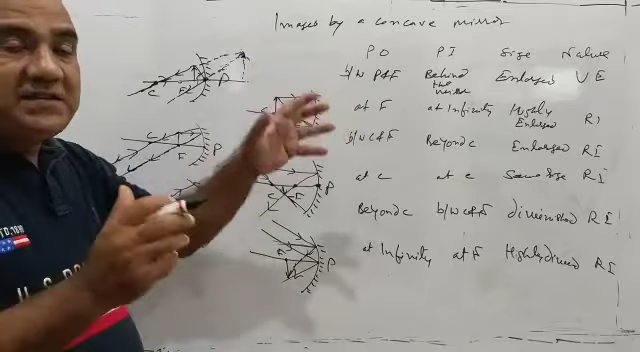 Images by a concave mirror
PO PI Size Nature
b/w P&F Behind the mirror Enlarged VE
at F at Infinity Highly Enlarged RI
b/w C&F Beyond C Enlarged RI
at C at C Same size RI
Beyond C b/w C&F diminished RI
at Infinity at F Highly dimed RI
C F P
C
C F P
P
P